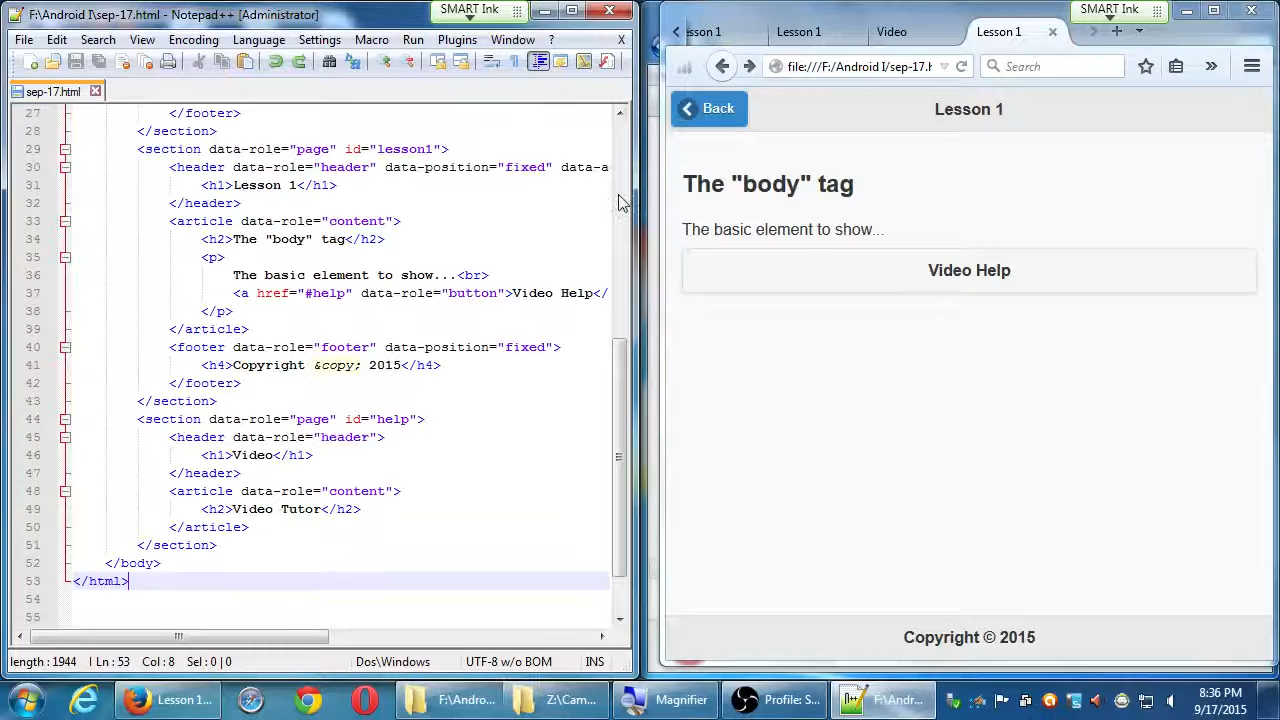 F:\Android I\sep-17.html - Notepad++ [Administrator]
SMART Ink
File Edit Search View Encoding Language Settings Macro Run Plugins Window ? X
sep-17.html
27 </footer>
28 </section>
29 <section data-role="page" id="lesson1">
30 <header data-role="header" data-position="fixed" data-a
31 <h1>Lesson 1</h1>
32 </header>
33 <article data-role="content">
34 <h2>The "body" tag</h2>
35 <p>
36 The basic element to show...<br>
37 <a href="#help" data-role="button">Video Help</
38 </p>
39 </article>
40 <footer data-role="footer" data-position="fixed">
41 <h4>Copyright &copy; 2015</h4>
42 </footer>
43 </section>
44 <section data-role="page" id="help">
45 <header data-role="header">
46 <h1>Video</h1>
47 </header>
48 <article data-role="content">
49 <h2>Video Tutor</h2>
50 </article>
51 </section>
52 </body>
53 </html>
54
55
length : 1944 l Ln : 53 Col : 8 Sel : 0 | 0 Dos\Windows UTF-8 w/o BOM INS
SMART Ink
esson 1 Lesson 1 Video Lesson 1
file:///F:/Android I/sep-17.h Search
Back Lesson 1
The "body" tag
The basic element to show...
Video Help
Copyright © 2015
Lesson 1... F:\Andro... Z:\Cam... Magnifier Profile: S... F:\Andr...
8:36 PM
9/17/2015